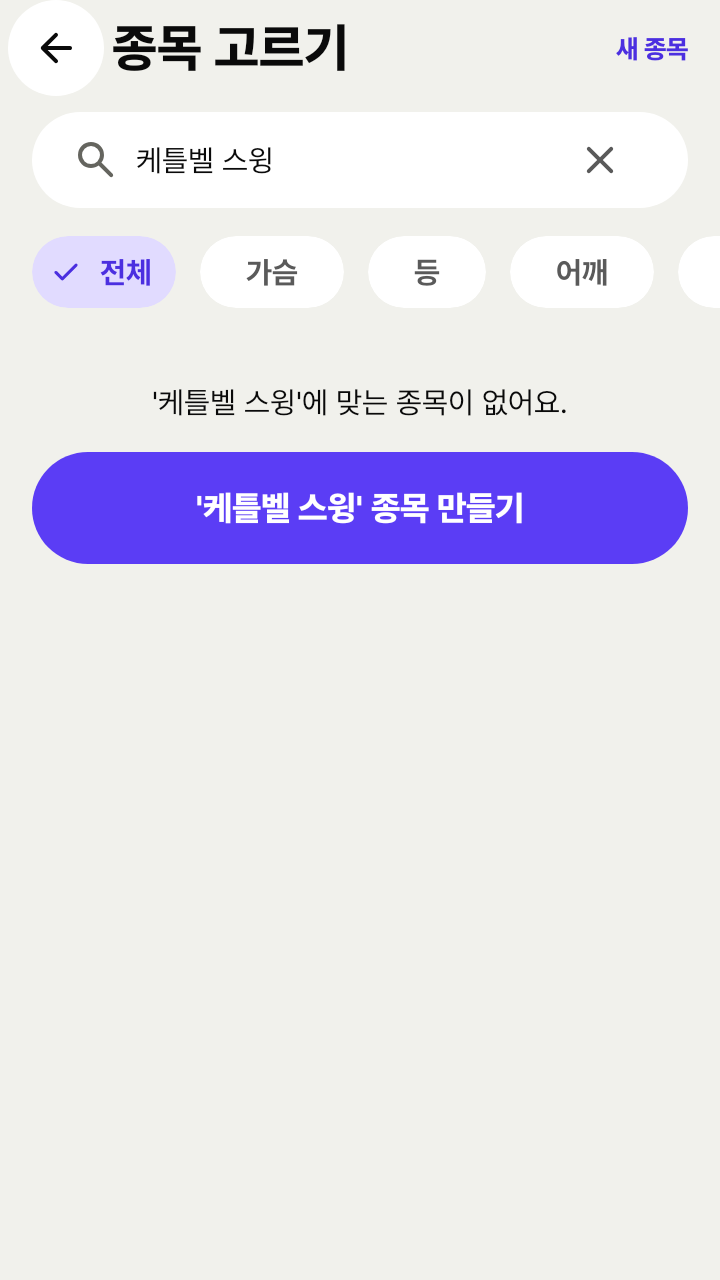 종목 고르기
새 종목
케틀벨 스윙
전체
가슴
등
어깨
'케틀벨 스윙'에 맞는 종목이 없어요.
'케틀벨 스윙' 종목 만들기